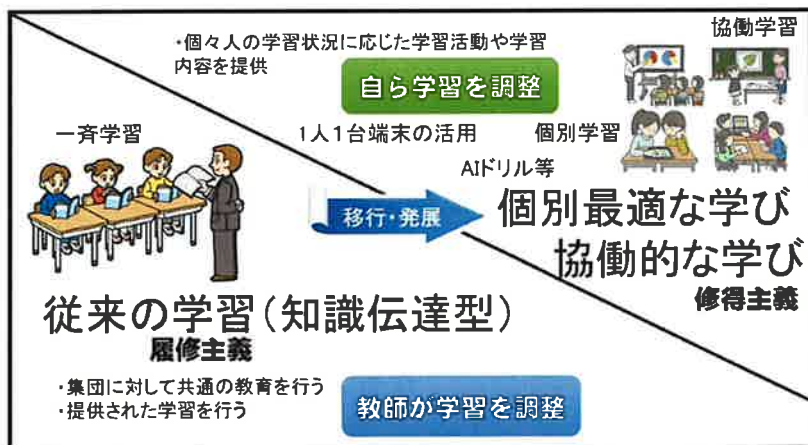 ・個々人の学習状況に応じた学習活動や学習
内容を提供
協働学習
自ら学習を調整
一斉学習
1人1台端末の活用
個別学習
AIドリル等
移行・発展
個別最適な学び
協働的な学び
修得主義
従来の学習(知識伝達型)
履修主義
・集団に対して共通の教育を行う
・提供された学習を行う
教師が学習を調整